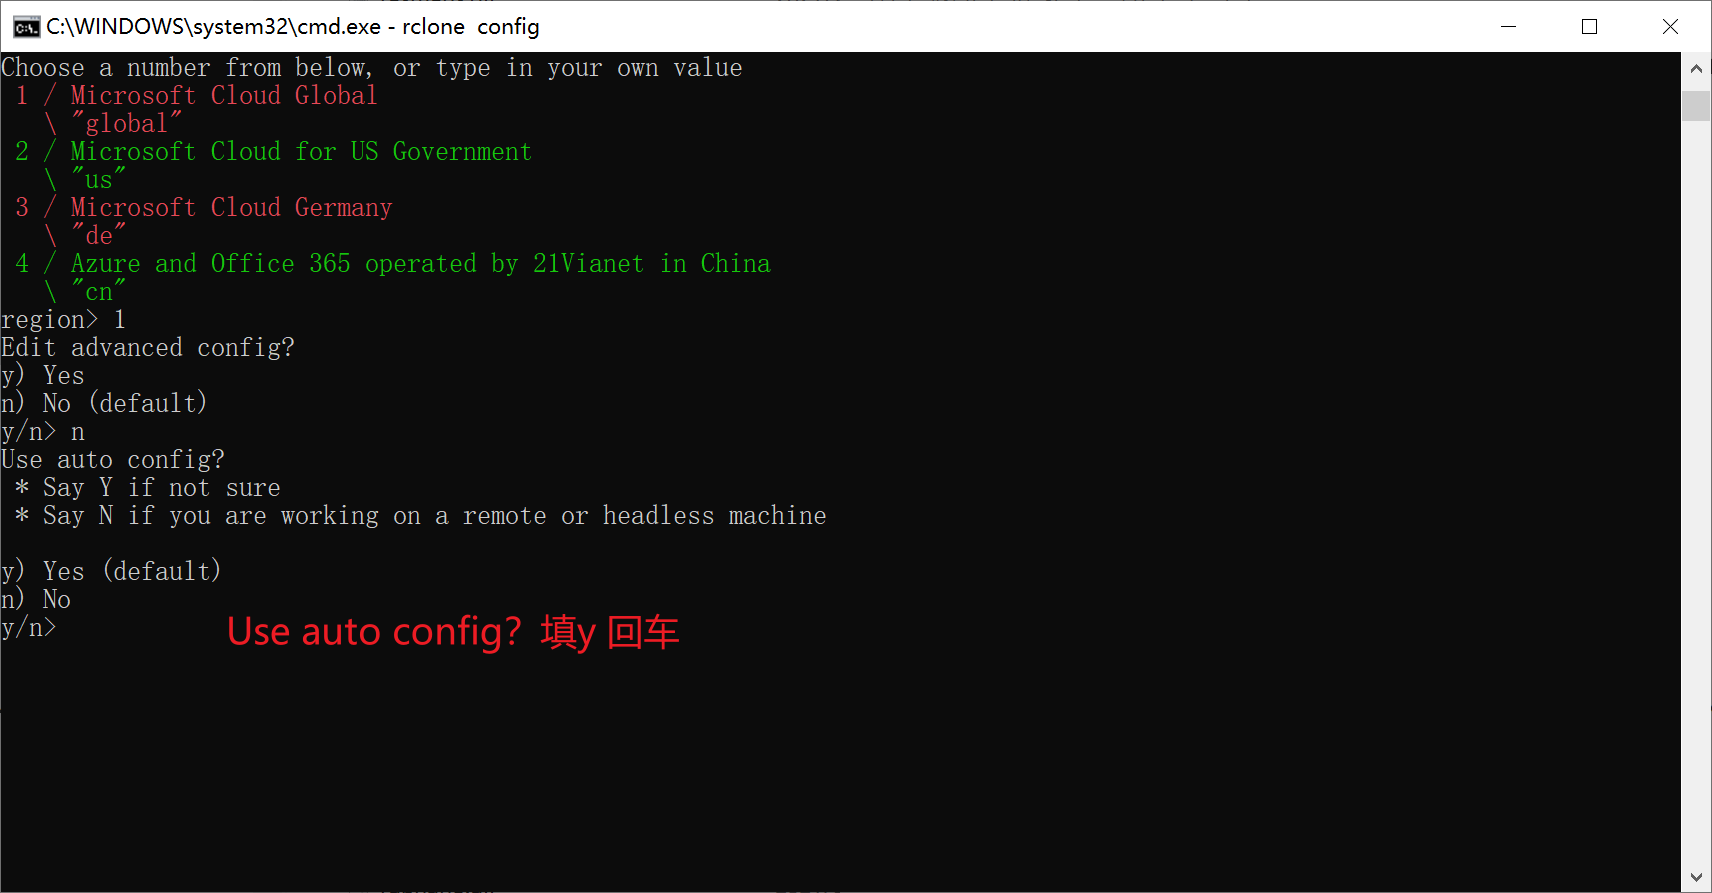 C:\WINDOWS\system32\cmd.exe - rclone  config
Choose a number from below, or type in your own value
 1 / Microsoft Cloud Global
   \ "global"
 2 / Microsoft Cloud for US Government
   \ "us"
 3 / Microsoft Cloud Germany
   \ "de"
 4 / Azure and Office 365 operated by 21Vianet in China
   \ "cn"
region> 1
Edit advanced config?
y) Yes
n) No (default)
y/n> n
Use auto config?
 * Say Y if not sure
 * Say N if you are working on a remote or headless machine

y) Yes (default)
n) No
y/n>
Use auto config？填y 回车